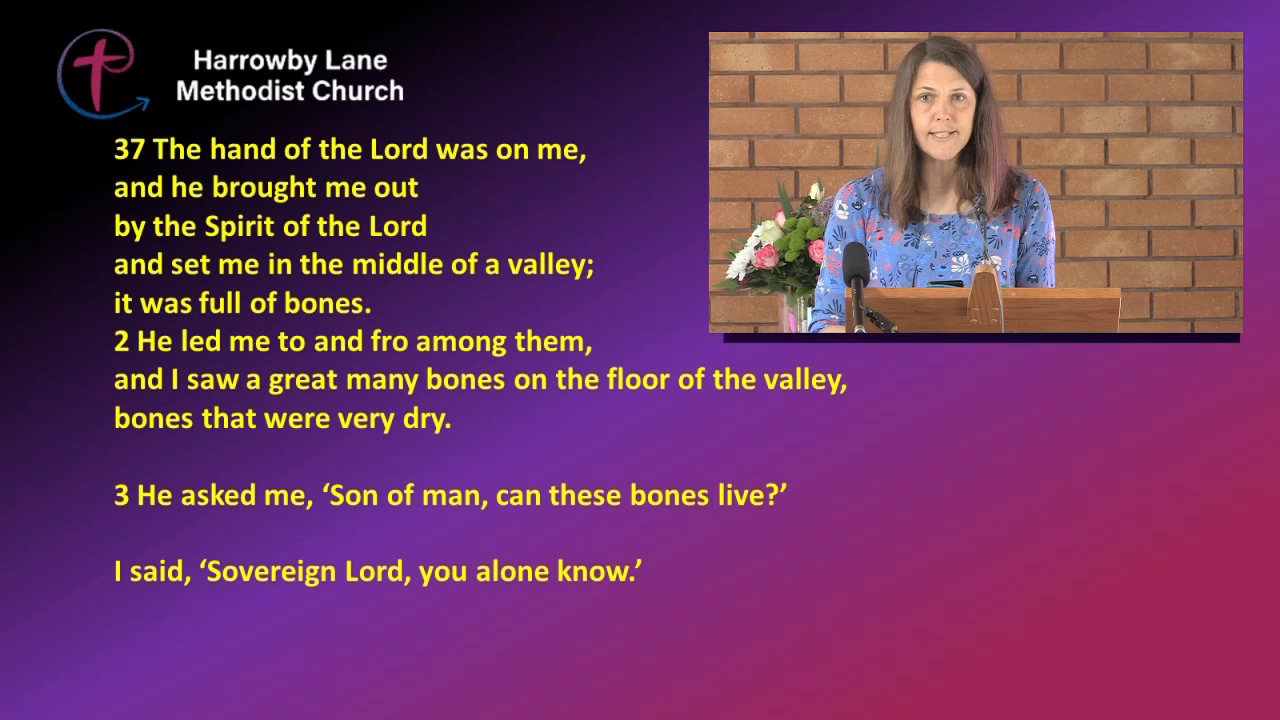 Harrowby Lane
Methodist Church
37 The hand of the Lord was on me,
and he brought me out
by the Spirit of the Lord
and set me in the middle of a valley;
it was full of bones.
2 He led me to and fro among them,
and I saw a great many bones on the floor of the valley,
bones that were very dry.
3 He asked me, ‘Son of man, can these bones live?’
I said, ‘Sovereign Lord, you alone know.’